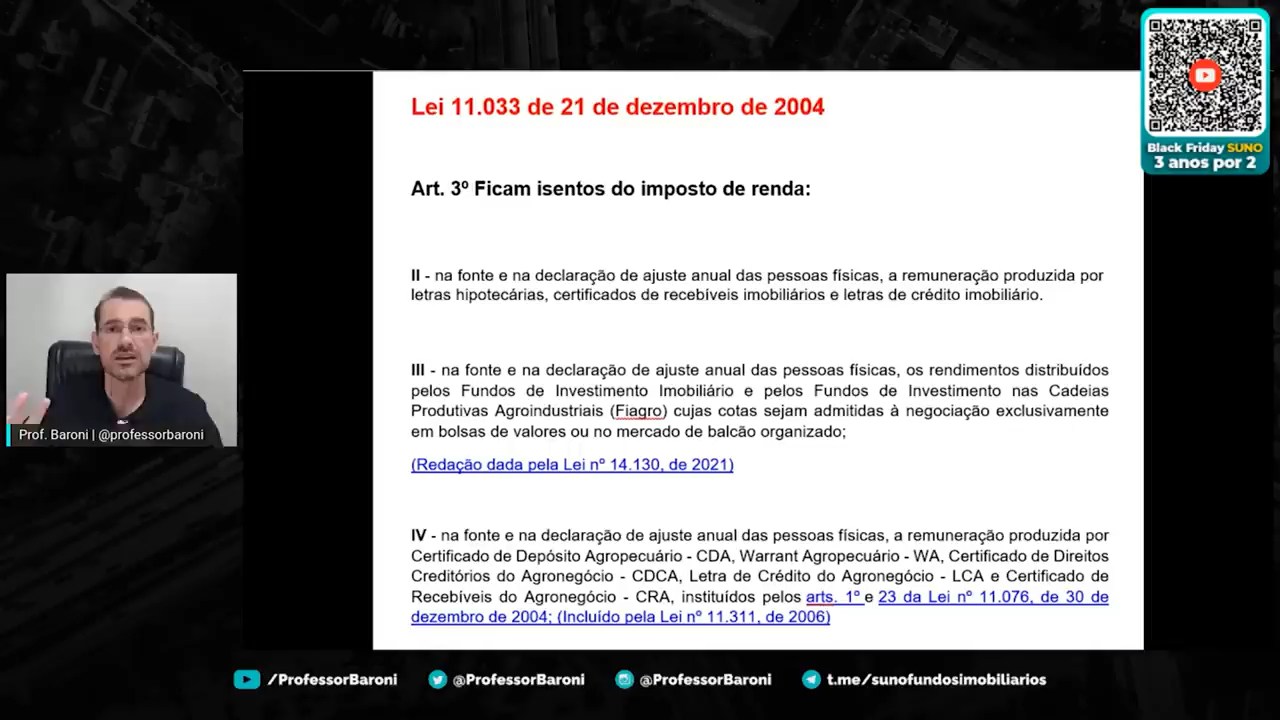 Lei 11.033 de 21 de dezembro de 2004
Art. 3º Ficam isentos do imposto de renda:
II - na fonte e na declaração de ajuste anual das pessoas físicas, a remuneração produzida por
letras hipotecárias, certificados de recebíveis imobiliários e letras de crédito imobiliário.
III - na fonte e na declaração de ajuste anual das pessoas físicas, os rendimentos distribuídos
pelos Fundos de Investimento Imobiliário e pelos Fundos de Investimento nas Cadeias
Produtivas Agroindustriais (Fiagro) cujas cotas sejam admitidas à negociação exclusivamente
em bolsas de valores ou no mercado de balcão organizado;
(Redação dada pela Lei nº 14.130, de 2021)
IV - na fonte e na declaração de ajuste anual das pessoas físicas, a remuneração produzida por
Certificado de Depósito Agropecuário - CDA, Warrant Agropecuário - WA, Certificado de Direitos
Creditórios do Agronegócio - CDCA, Letra de Crédito do Agronegócio - LCA e Certificado de
Recebíveis do Agronegócio - CRA, instituídos pelos arts. 1º e 23 da Lei nº 11.076, de 30 de
dezembro de 2004; (Incluído pela Lei nº 11.311, de 2006)
Black Friday SUNO
3 anos por 2
Prof. Baroni | @professorbaroni
/ProfessorBaroni
@ProfessorBaroni
@ProfessorBaroni
t.me/sunofundosimobiliarios